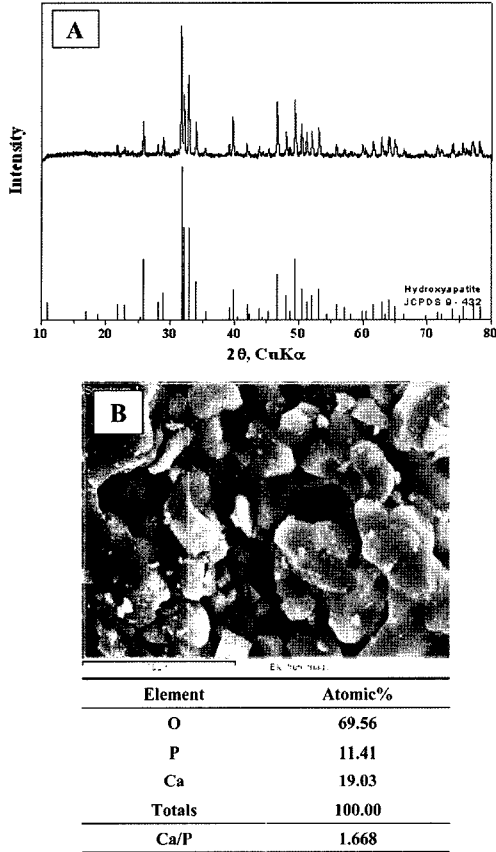 A
Intensity
Hydroxyapatite
JCPDS 9 - 432
10 20 30 40 50 60 70 80
2θ, CuKα
B
Element Atomic%
O 69.56
P 11.41
Ca 19.03
Totals 100.00
Ca/P 1.668